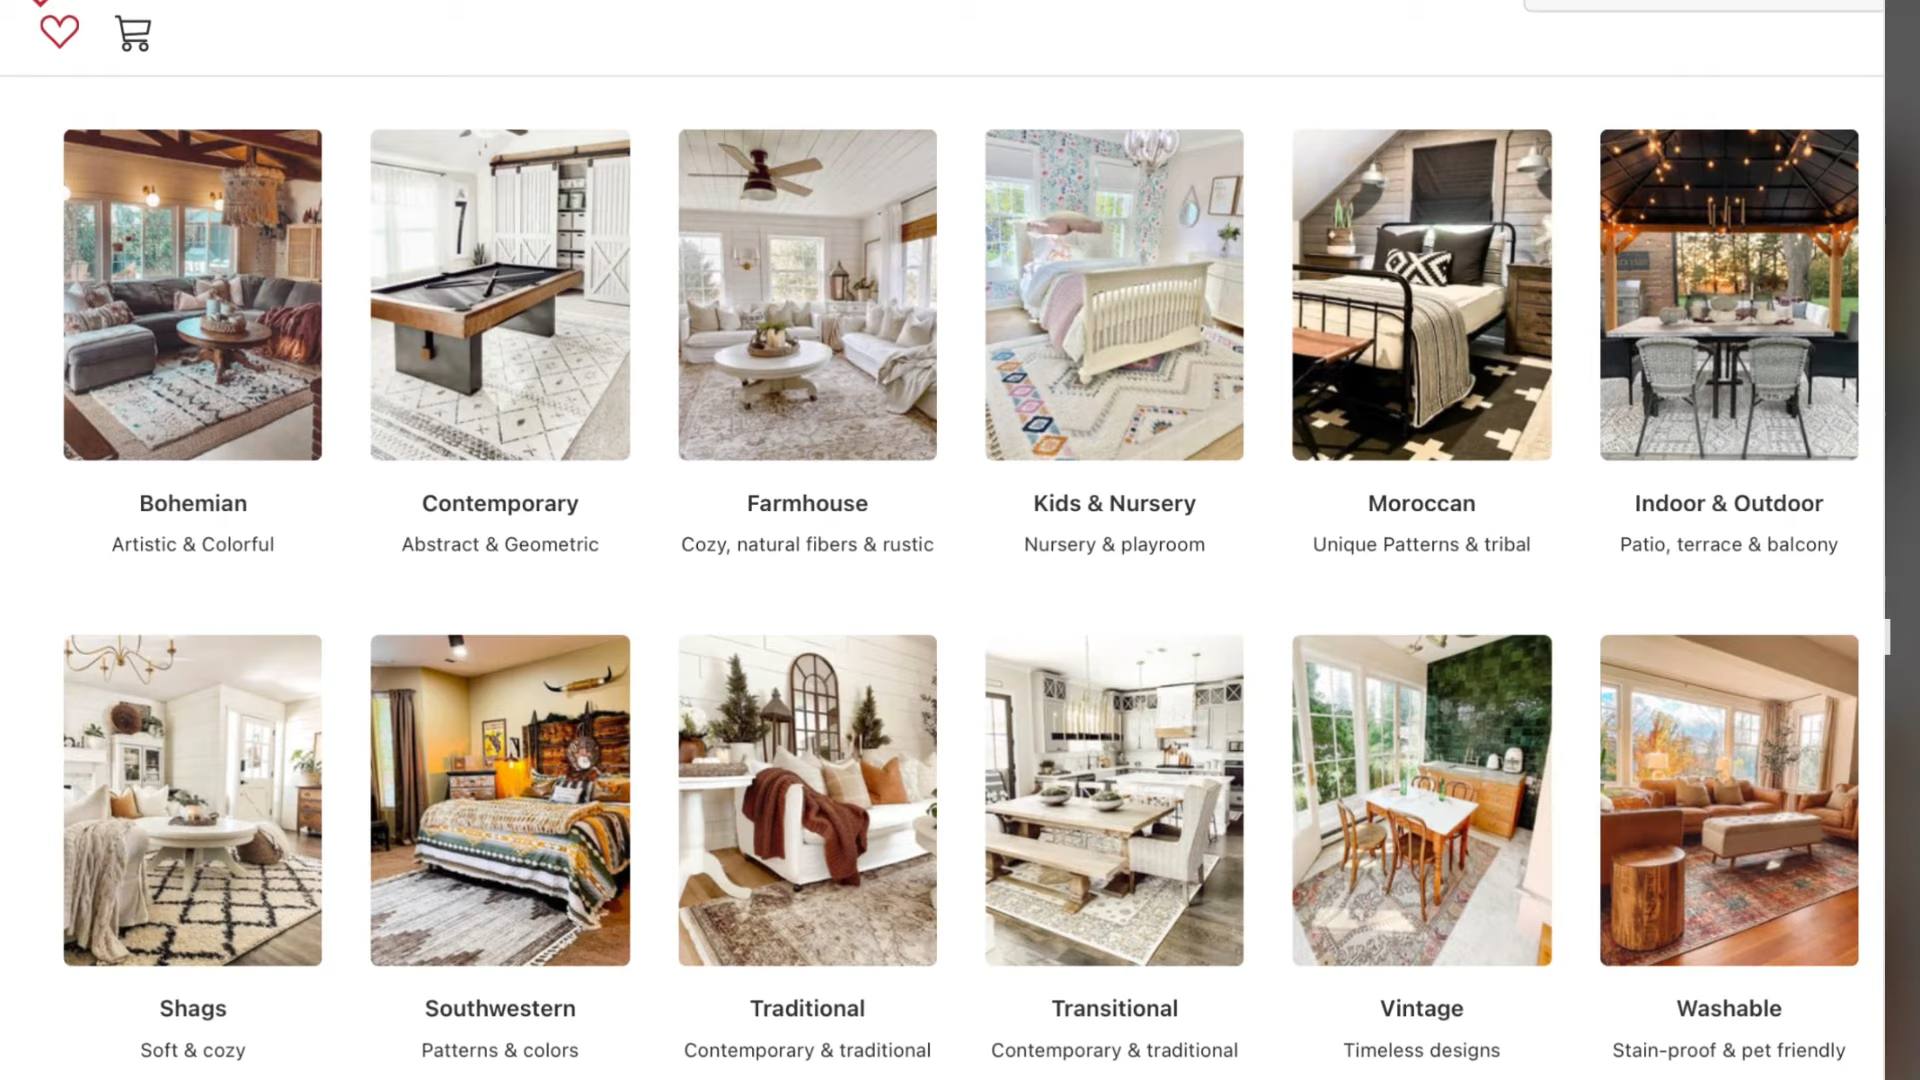 Bohemian
Artistic & Colorful
Contemporary
Abstract & Geometric
Farmhouse
Cozy, natural fibers & rustic
Kids & Nursery
Nursery & playroom
Moroccan
Unique Patterns & tribal
Indoor & Outdoor
Patio, terrace & balcony
Shags
Soft & cozy
Southwestern
Patterns & colors
Traditional
Contemporary & traditional
Transitional
Contemporary & traditional
Vintage
Timeless designs
Washable
Stain-proof & pet friendly